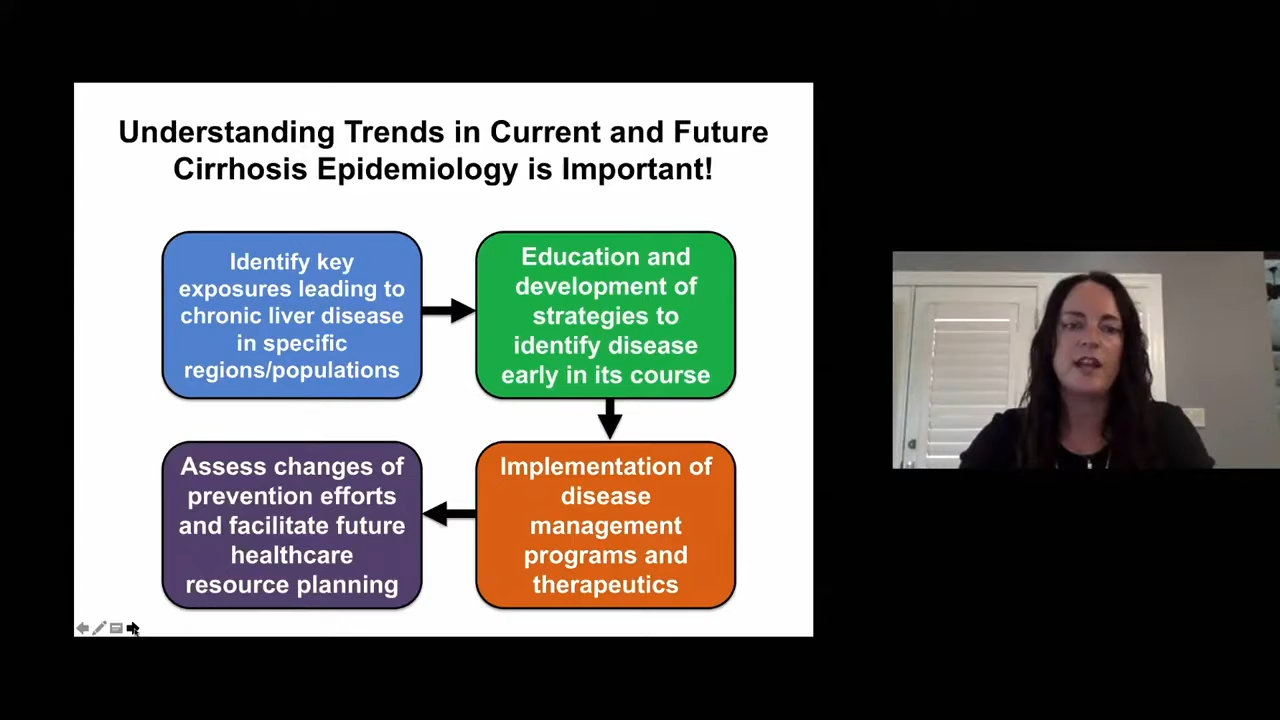 Understanding Trends in Current and Future
Cirrhosis Epidemiology is Important!
Identify key
exposures leading to
chronic liver disease
in specific
regions/populations
Education and
development of
strategies to
identify disease
early in its course
Implementation of
disease
management
programs and
therapeutics
Assess changes of
prevention efforts
and facilitate future
healthcare
resource planning